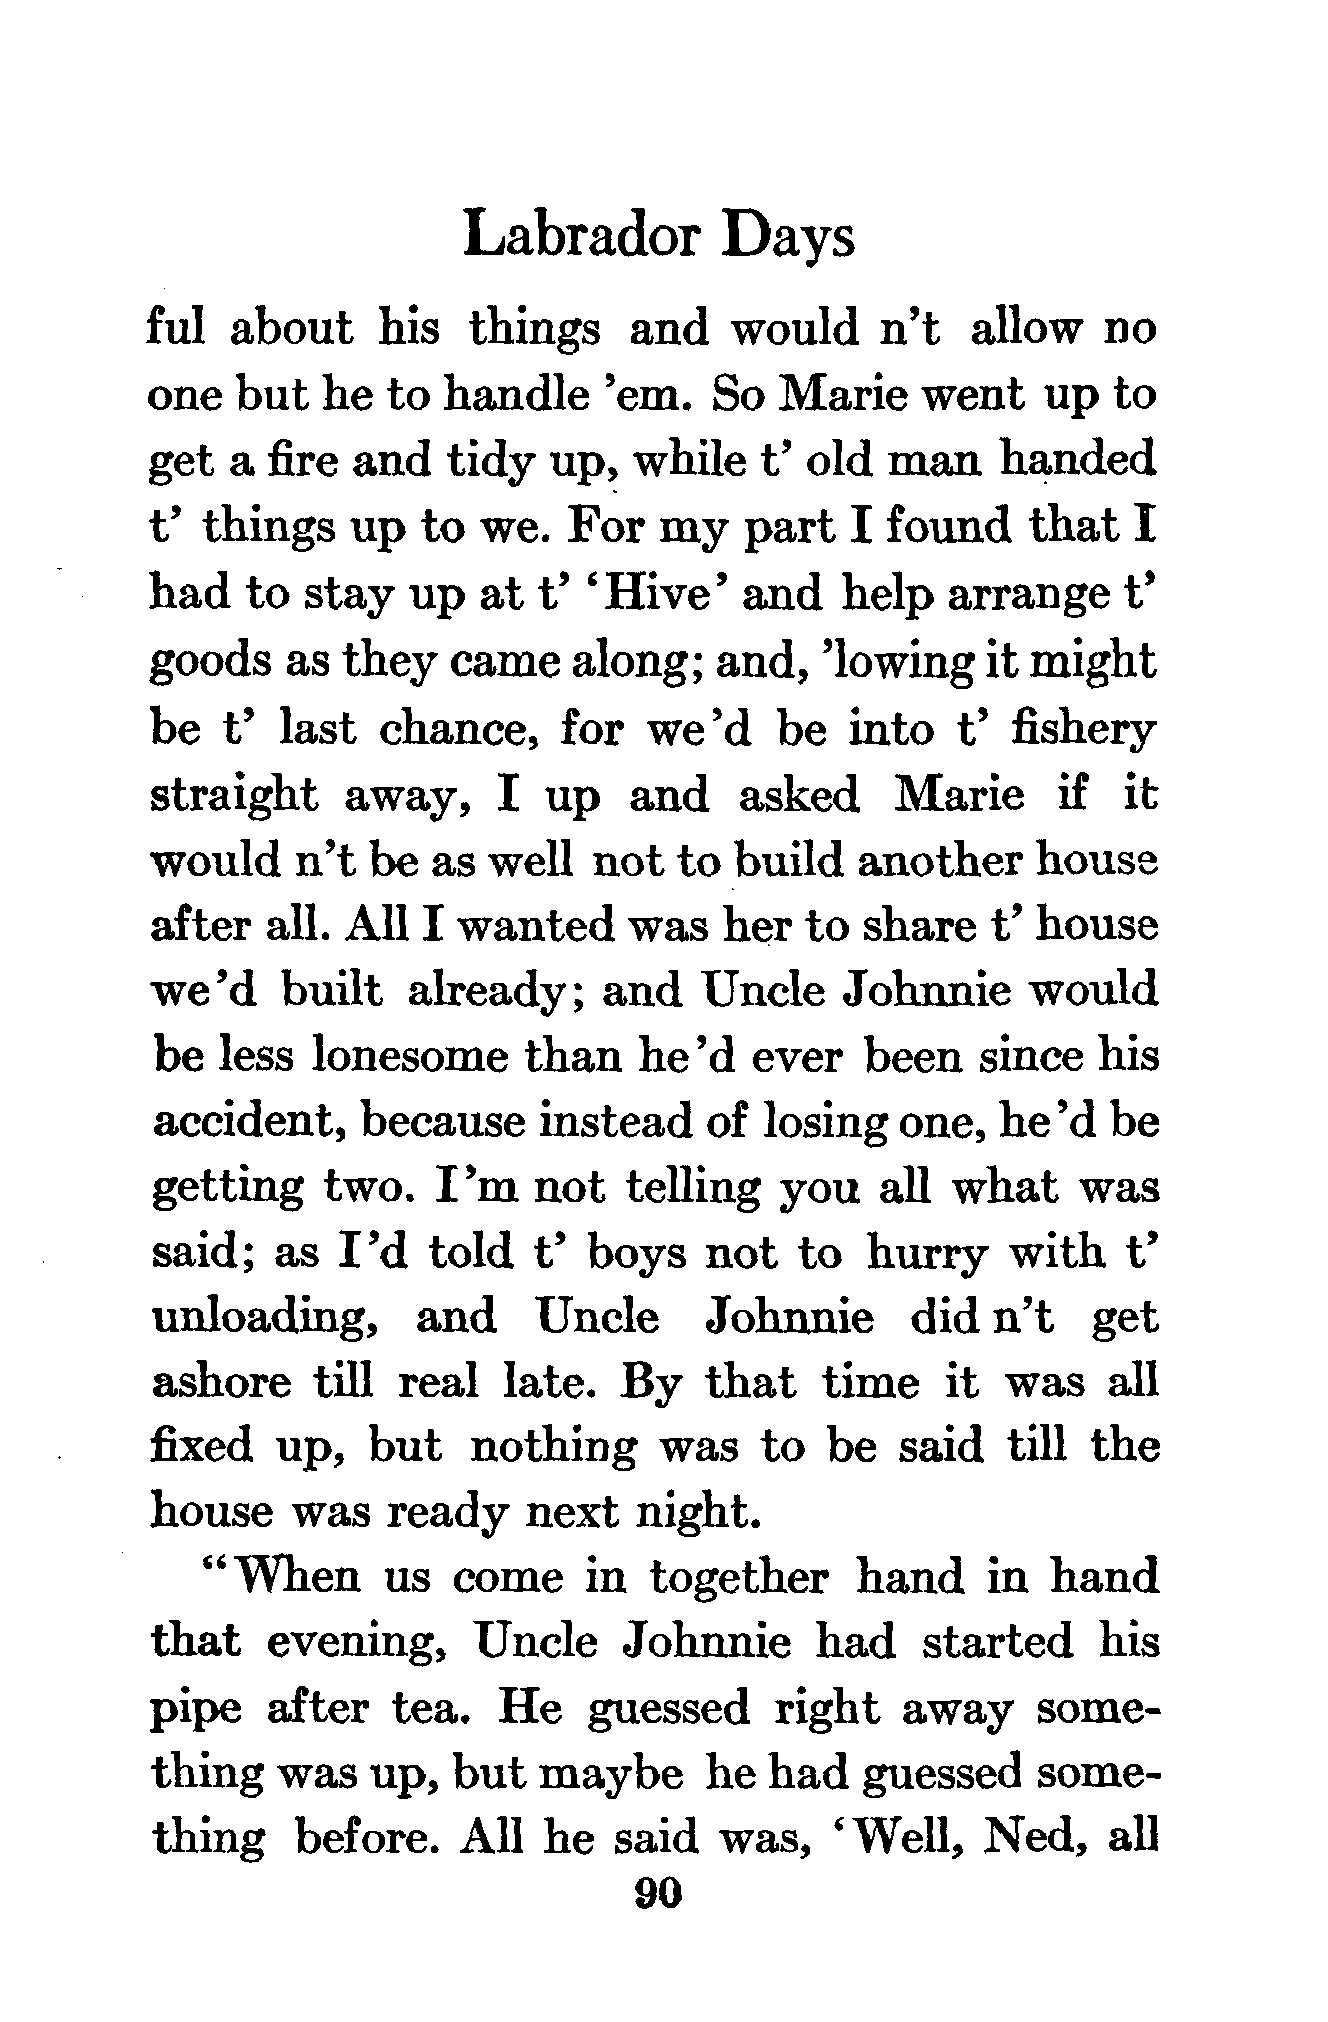 Labrador Days
ful about his things and would n't allow no
one but he to handle 'em. So Marie went up to
get a fire and tidy up, while t' old man handed
t' things up to we. For my part I found that I
had to stay up at t' 'Hive' and help arrange t'
goods as they came along; and, 'lowing it might
be t' last chance, for we'd be into t' fishery
straight away, I up and asked Marie if it
would n't be as well not to build another house
after all. All I wanted was her to share t' house
we'd built already; and Uncle Johnnie would
be less lonesome than he'd ever been since his
accident, because instead of losing one, he'd be
getting two. I'm not telling you all what was
said; as I'd told t' boys not to hurry with t'
unloading, and Uncle Johnnie did n't get
ashore till real late. By that time it was all
fixed up, but nothing was to be said till the
house was ready next night.
"When us come in together hand in hand
that evening, Uncle Johnnie had started his
pipe after tea. He guessed right away some-
thing was up, but maybe he had guessed some-
thing before. All he said was, 'Well, Ned, all
90